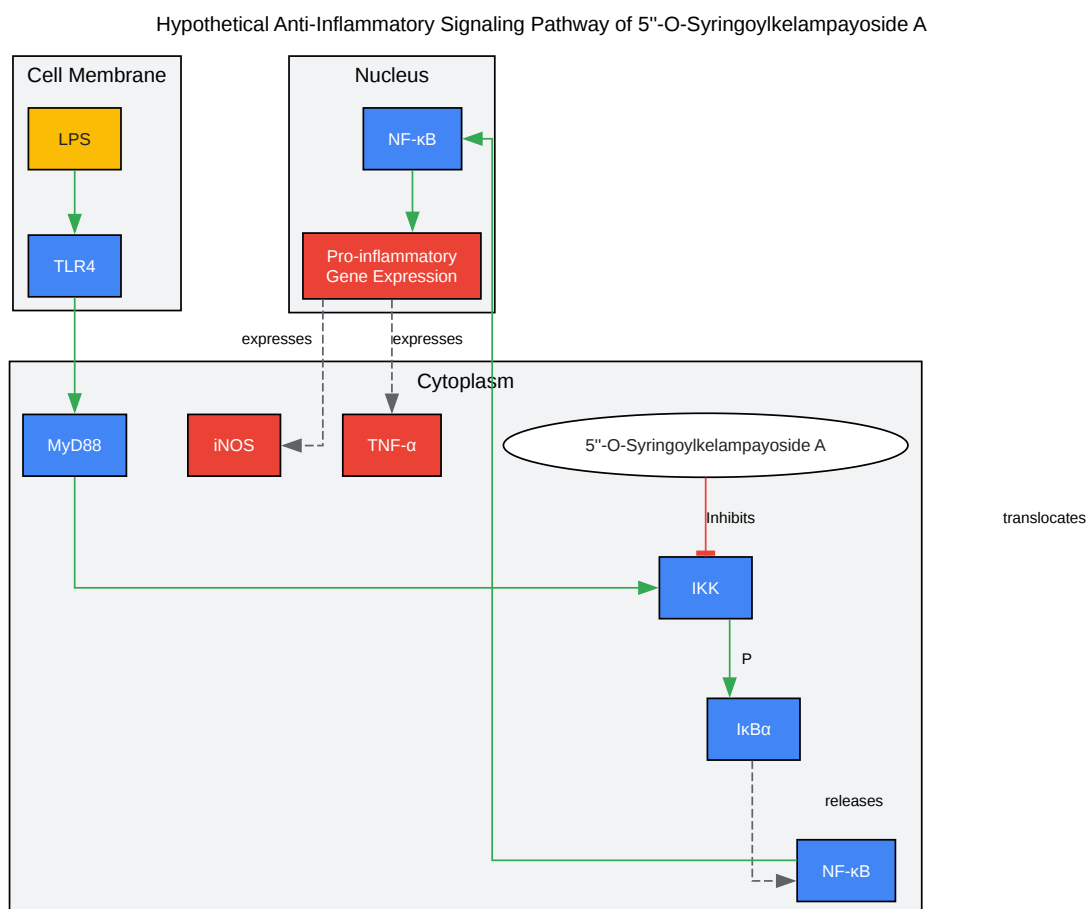 Hypothetical Anti-Inflammatory Signaling Pathway of 5"-O-Syringoylkelampayoside A
Cell Membrane
Nucleus
LPS
NF-κB
TLR4
Pro-inflammatory
Gene Expression
expresses
expresses
Cytoplasm
MyD88
iNOS
TNF-α
5"-O-Syringoylkelampayoside A
Inhibits
translocates
IKK
P
IκBα
releases
NF-κB